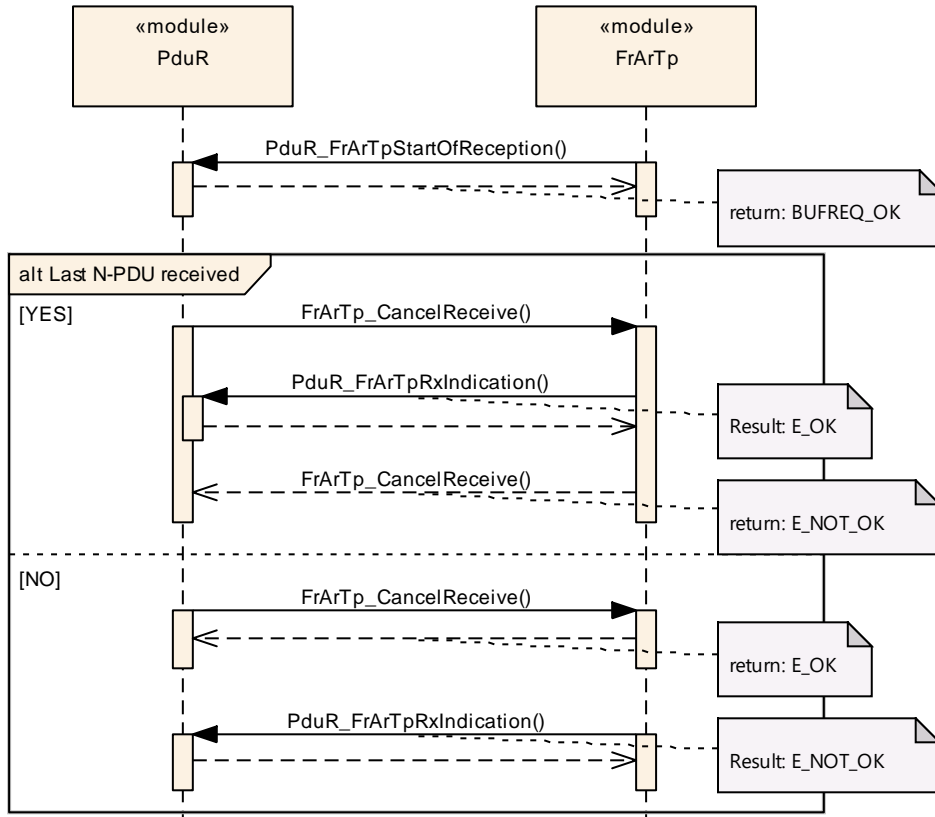 «module»
PduR
«module»
FrArTp
PduR_FrArTpStartOfReception()
return: BUFREQ_OK
alt Last N-PDU received
[YES]
FrArTp_CancelReceive()
PduR_FrArTpRxIndication()
Result: E_OK
FrArTp_CancelReceive()
return: E_NOT_OK
[NO]
FrArTp_CancelReceive()
return: E_OK
PduR_FrArTpRxIndication()
Result: E_NOT_OK